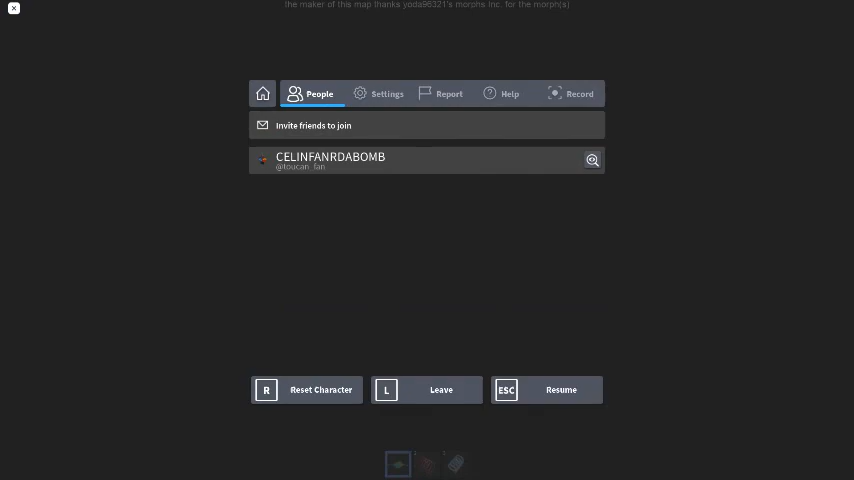 the maker of this map thanks yoda96321's morphs Inc. for the morph(s)
People
Settings
Report
Help
Record
Invite friends to join
CELINFANRDABOMB
@toucan_fan
R Reset Character
L Leave
ESC Resume